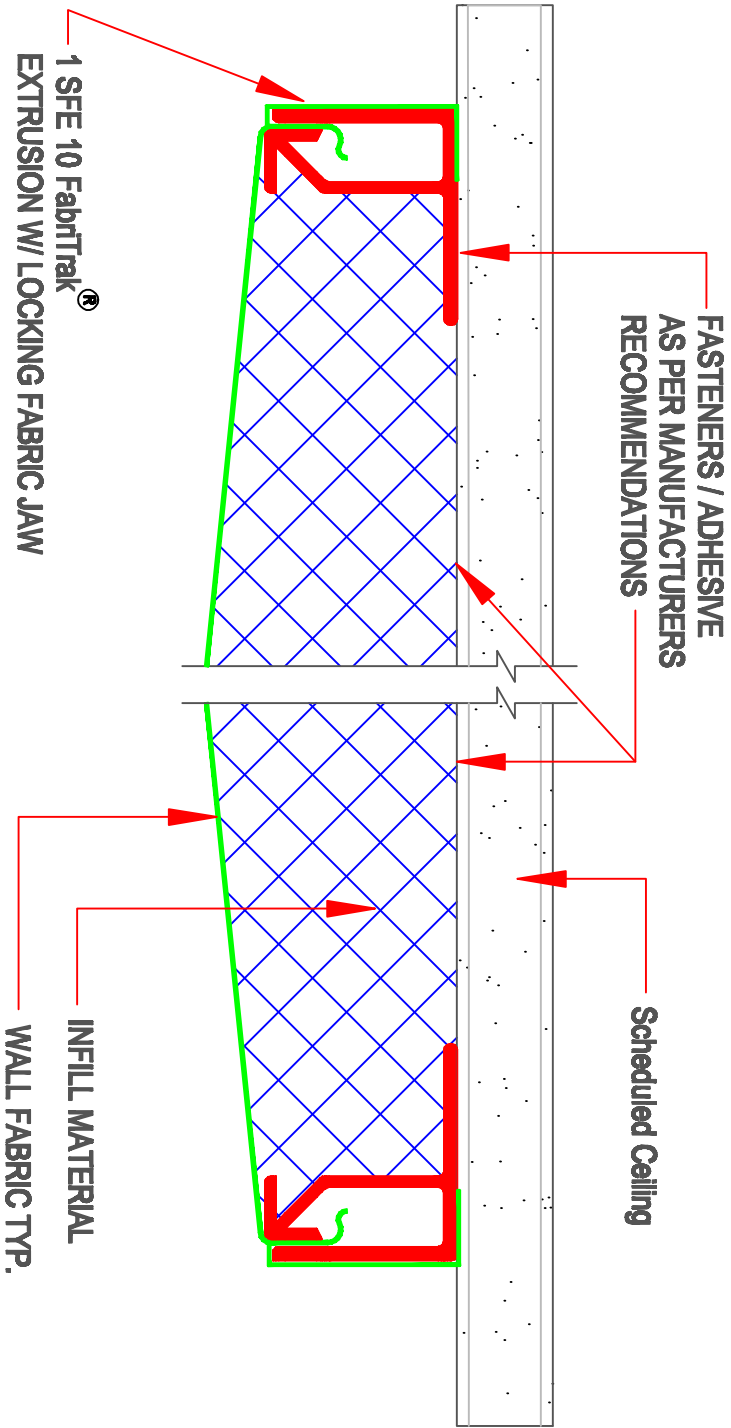 FASTENERS / ADHESIVE
AS PER MANUFACTURERS
RECOMMENDATIONS
Scheduled Ceiling
1 SFE 10 FabriTrak®
EXTRUSION W/ LOCKING FABRIC JAW
INFILL MATERIAL
WALL FABRIC TYP.